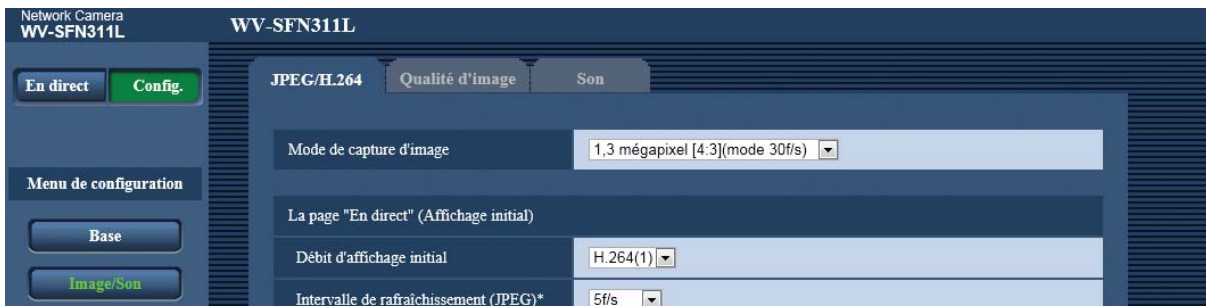 Network Camera
WV-SFN311L
WV-SFN311L
En direct Config.
JPEG/H.264 Qualité d'image Son
Mode de capture d'image 1,3 mégapixel [4:3](mode 30f/s)
Menu de configuration
La page "En direct" (Affichage initial)
Base
Débit d'affichage initial H.264(1)
Image/Son
Intervalle de rafraîchissement (JPEG)* 5f/s